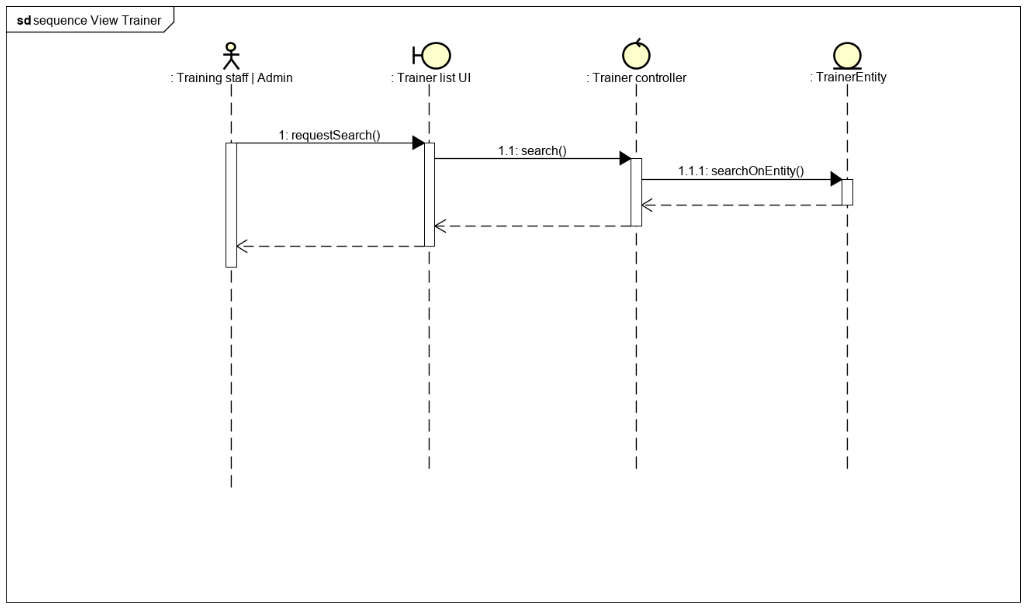 sd sequence View Trainer
: Training staff | Admin
: Trainer list UI
: Trainer controller
: TrainerEntity
1: requestSearch()
1.1: search()
1.1.1: searchOnEntity()